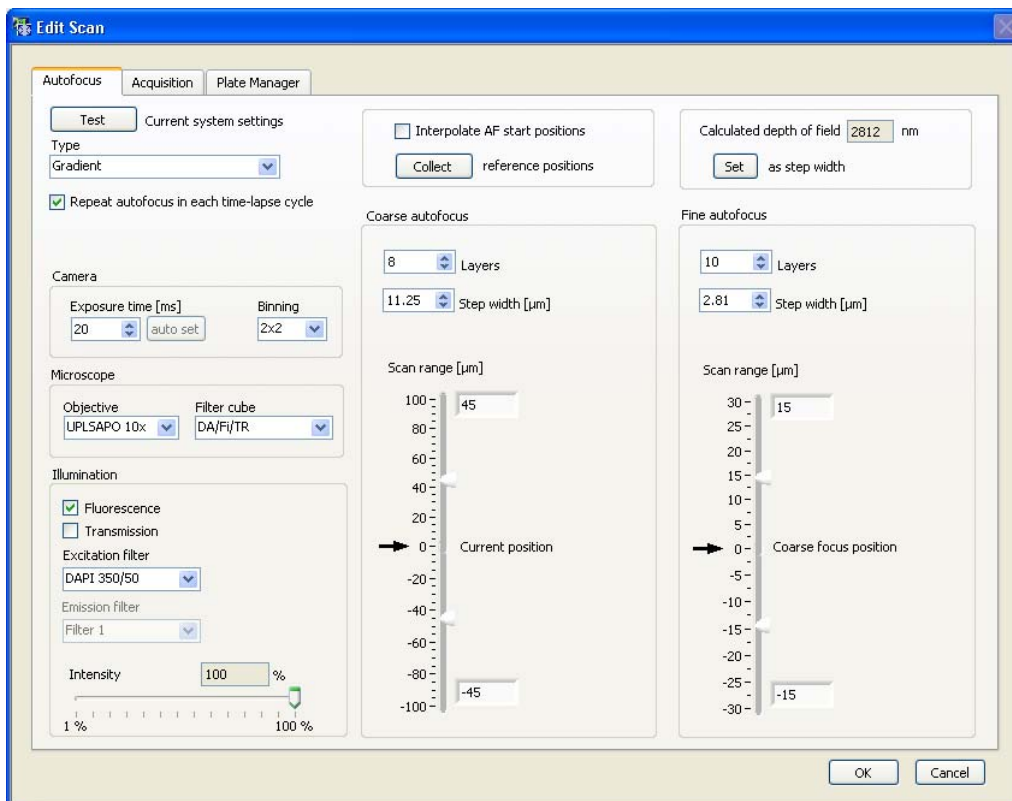 Edit Scan
Autofocus Acquisition Plate Manager
Test Current system settings
Type
Gradient
Repeat autofocus in each time-lapse cycle
Camera
Exposure time [ms] Binning
20 auto set 2x2
Microscope
Objective Filter cube
UPLSAPO 10x DA/Fi/TR
Illumination
Fluorescence
Transmission
Excitation filter
DAPI 350/50
Emission filter
Filter 1
Intensity 100 %
1 % 100 %
Interpolate AF start positions
Collect reference positions
Coarse autofocus
8 Layers
11.25 Step width [µm]
Scan range [µm]
100 45
80
60
40
20
0 Current position
-20
-40
-60
-80
-100 -45
Calculated depth of field 2812 nm
Set as step width
Fine autofocus
10 Layers
2.81 Step width [µm]
Scan range [µm]
30 15
25
20
15
10
5
0 Coarse focus position
-5
-10
-15
-20
-25
-30 -15
OK Cancel